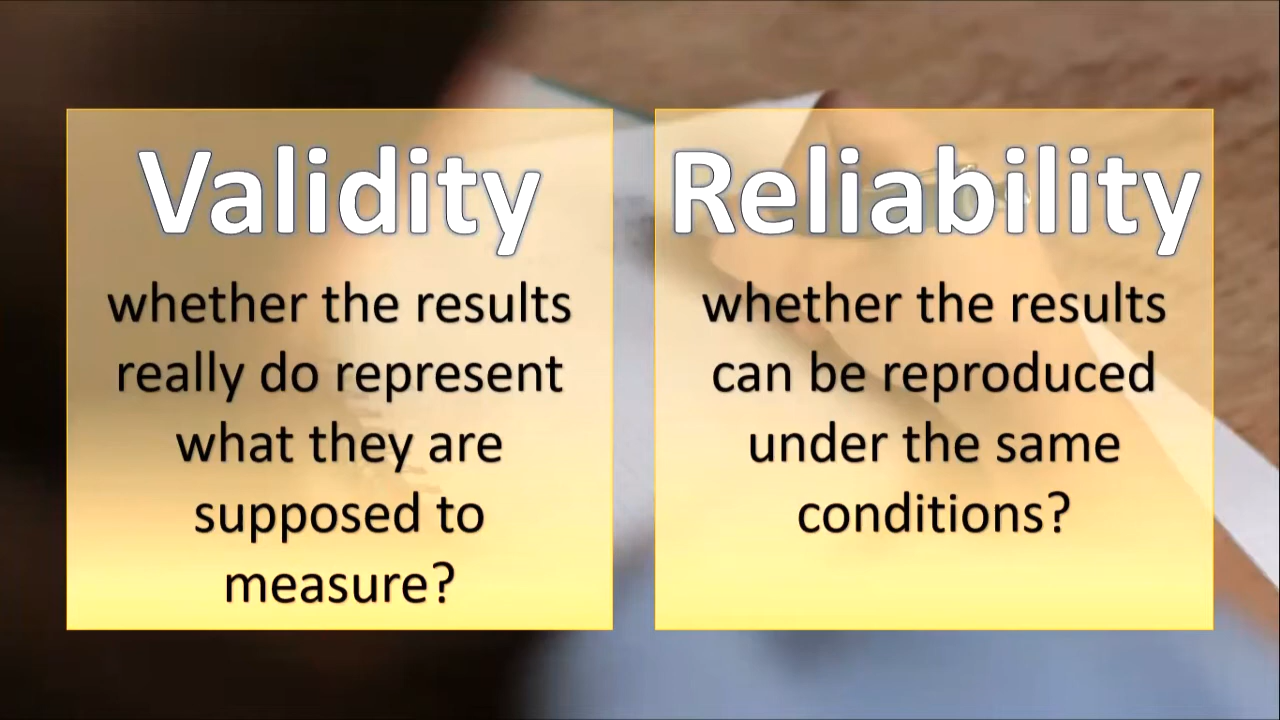 Validity
whether the results
really do represent
what they are
supposed to
measure?
Reliability
whether the results
can be reproduced
under the same
conditions?